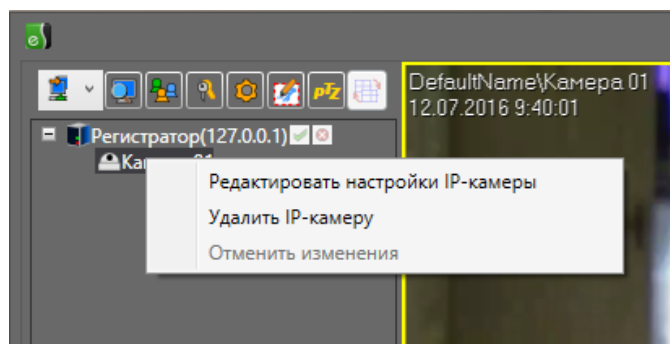 DefaultName\Камера 01
12.07.2016 9:40:01
pTz
Регистратор(127.0.0.1)
Редактировать настройки IP-камеры
Удалить IP-камеру
Отменить изменения